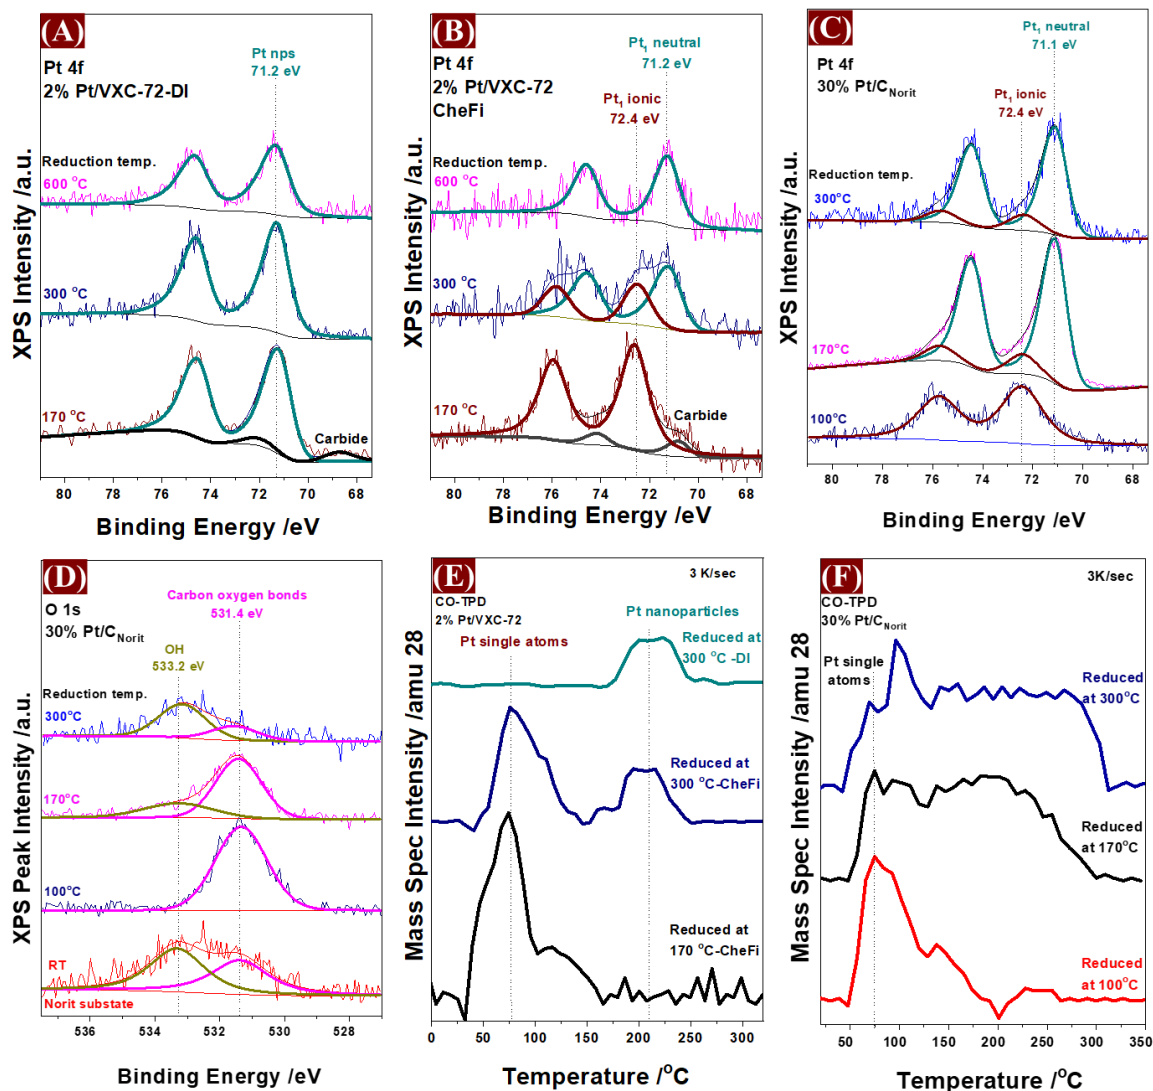 (A)
Pt 4f
2% Pt/VXC-72-DI
Pt nps
71.2 eV
Reduction temp.
600 °C
300 °C
170 °C
Carbide
XPS Intensity /a.u.
80 78 76 74 72 70 68
Binding Energy /eV
(B)
Pt 4f
2% Pt/VXC-72
CheFi
Pt₁ neutral
71.2 eV
Pt₁ ionic
72.4 eV
Reduction temp.
600 °C
300 °C
170 °C
Carbide
XPS Intensity /a.u.
80 78 76 74 72 70 68
Binding Energy /eV
(C)
Pt 4f
30% Pt/C_Norit
Pt₁ neutral
71.1 eV
Pt₁ ionic
72.4 eV
Reduction temp.
300°C
170°C
100°C
XPS Intensity /a.u.
80 78 76 74 72 70 68
Binding Energy /eV
(D)
O 1s
30% Pt/C_Norit
Carbon oxygen bonds
531.4 eV
OH
533.2 eV
Reduction temp.
300°C
170°C
100°C
RT
Norit substate
XPS Peak Intensity /a.u.
536 534 532 530 528
Binding Energy /eV
(E)
3 K/sec
CO-TPD
2% Pt/VXC-72
Pt nanoparticles
Pt single atoms
Reduced at
300 °C -DI
Reduced at
300 °C-CheFi
Reduced at
170 °C-CheFi
Mass Spec Intensity /amu 28
0 50 100 150 200 250 300
Temperature /°C
(F)
3K/sec
CO-TPD
30% Pt/C_Norit
Pt single
atoms
Reduced
at 300°C
Reduced
at 170°C
Reduced
at 100°C
Mass Spec Intensity /amu 28
50 100 150 200 250 300 350
Temperature /°C